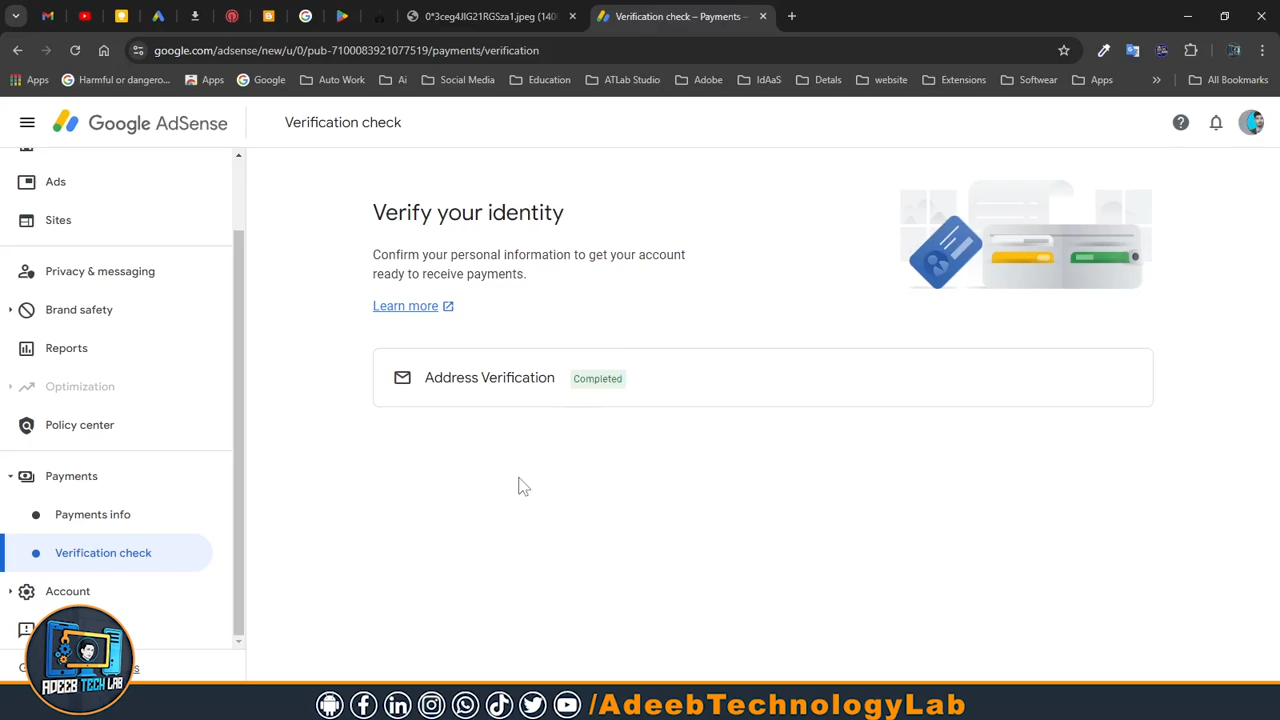 0*3ceg4JIG21RGSza1.jpeg (140
Verification check – Payments –
google.com/adsense/new/u/0/pub-7100083921077519/payments/verification
Apps
Harmful or dangero...
Apps
Google
Auto Work
Ai
Social Media
Education
ATLab Studio
Adobe
IdAaS
Detals
website
Extensions
Softwear
Apps
All Bookmarks
Google AdSense
Verification check
Ads
Sites
Privacy & messaging
Brand safety
Reports
Optimization
Policy center
Payments
Payments info
Verification check
Account
Verify your identity
Confirm your personal information to get your account
ready to receive payments.
Learn more
Address Verification
Completed
ADEEB TECH LAB
/AdeebTechnologyLab